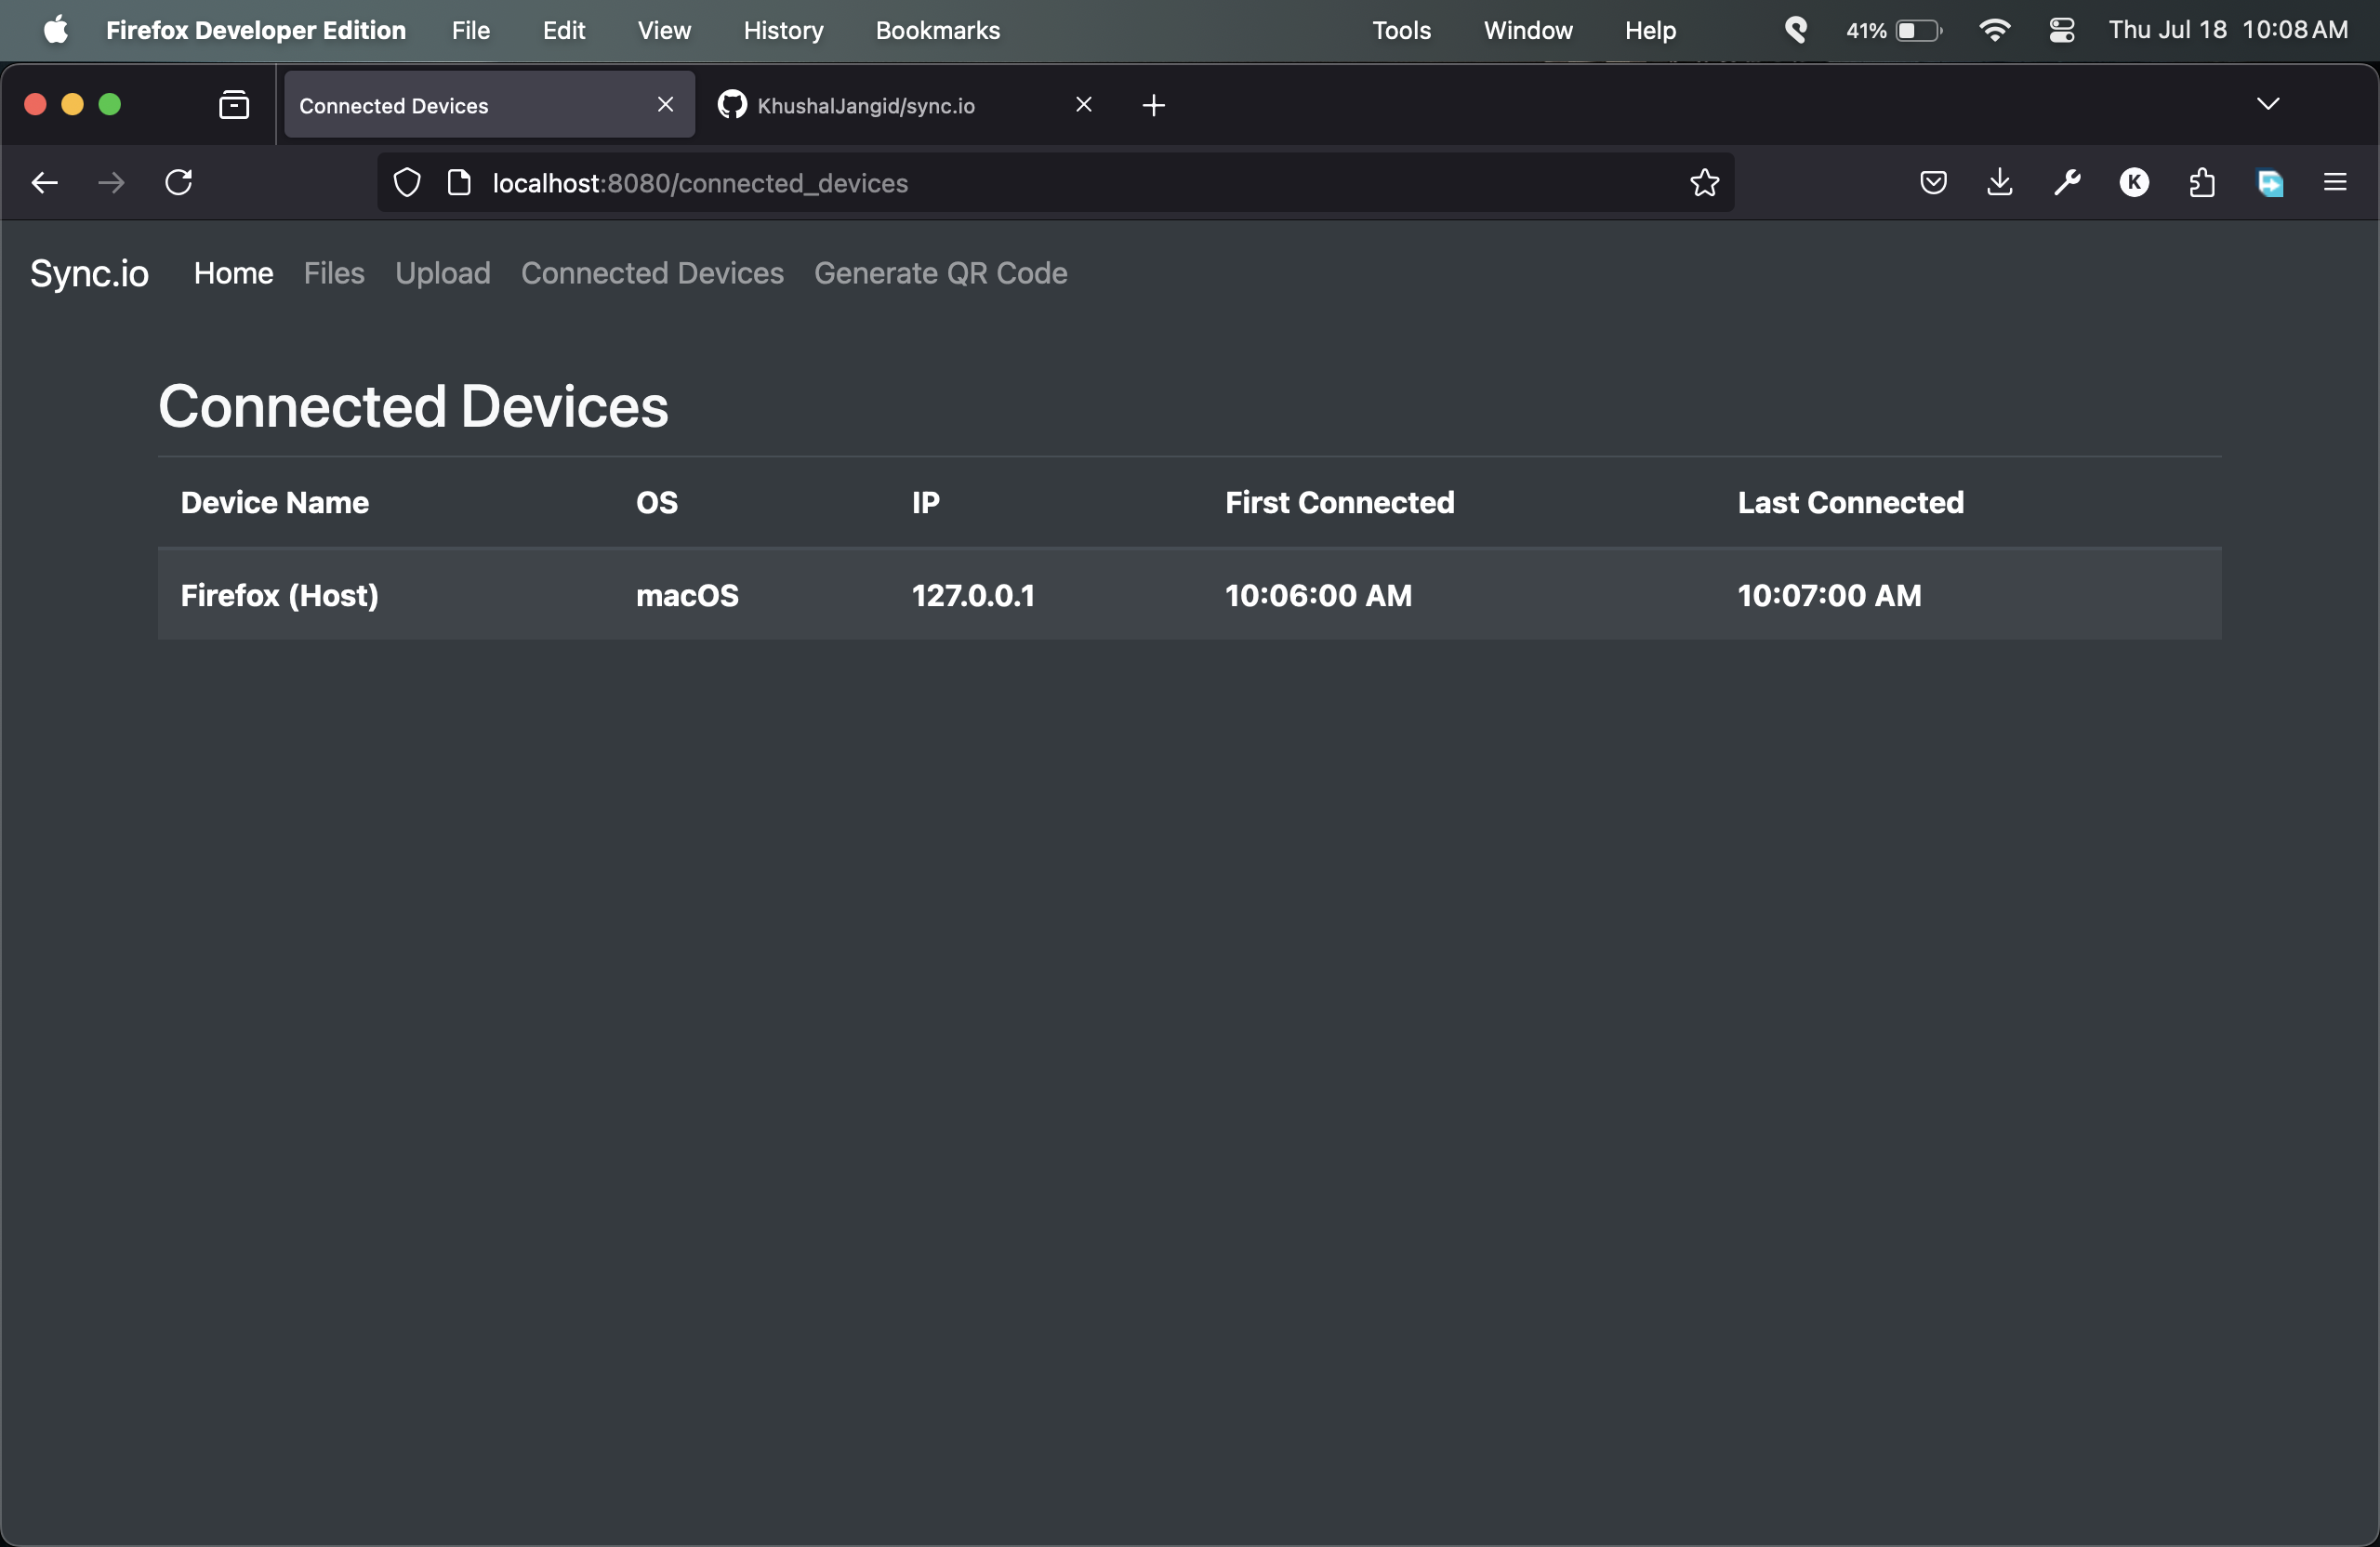 Firefox Developer Edition File Edit View History Bookmarks Tools Window Help 41% Thu Jul 18 10:08 AM
Connected Devices KhushalJangid/sync.io
localhost:8080/connected_devices K
Sync.io Home Files Upload Connected Devices Generate QR Code
Connected Devices
Device Name OS IP First Connected Last Connected
Firefox (Host) macOS 127.0.0.1 10:06:00 AM 10:07:00 AM